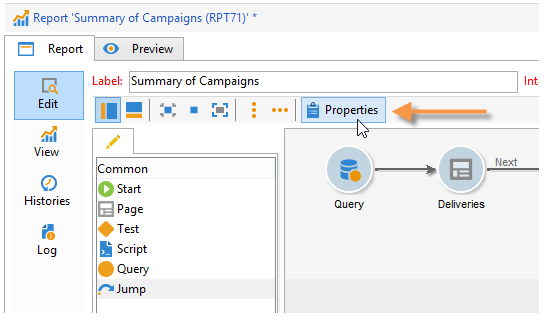 Report 'Summary of Campaigns (RPT71)' *
Report Preview
Label: Summary of Campaigns Int
Edit
Properties
View
Histories
Log
Common
Start
Page
Test
Script
Query
Jump
Query
Deliveries
Next